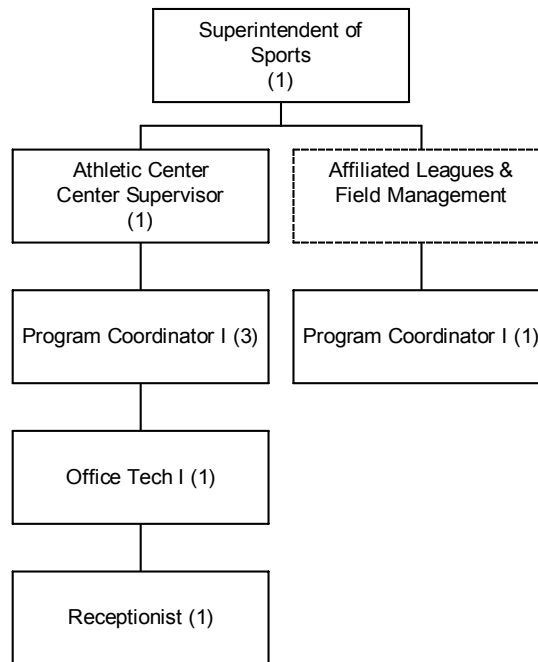 Superintendent of
Sports
(1)
Athletic Center
Center Supervisor
(1)
Affiliated Leagues &
Field Management
Program Coordinator I (3)
Program Coordinator I (1)
Office Tech I (1)
Receptionist (1)